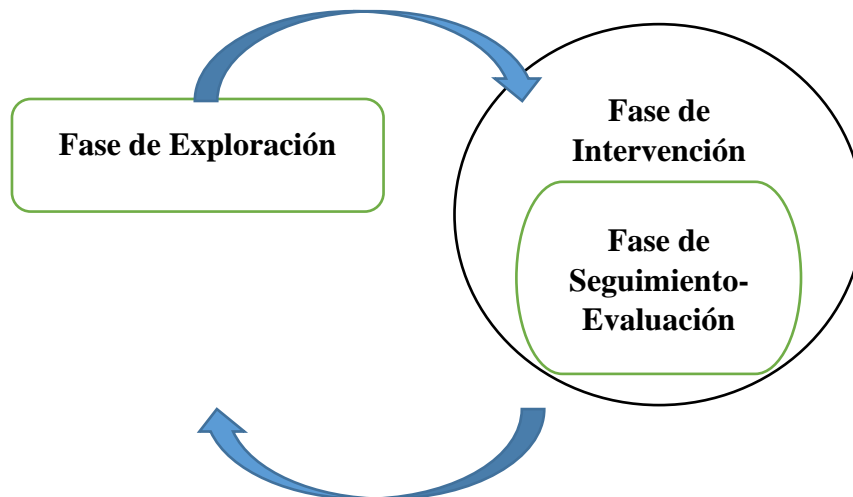 Fase de Exploración
Fase de
Intervención
Fase de
Seguimiento-
Evaluación